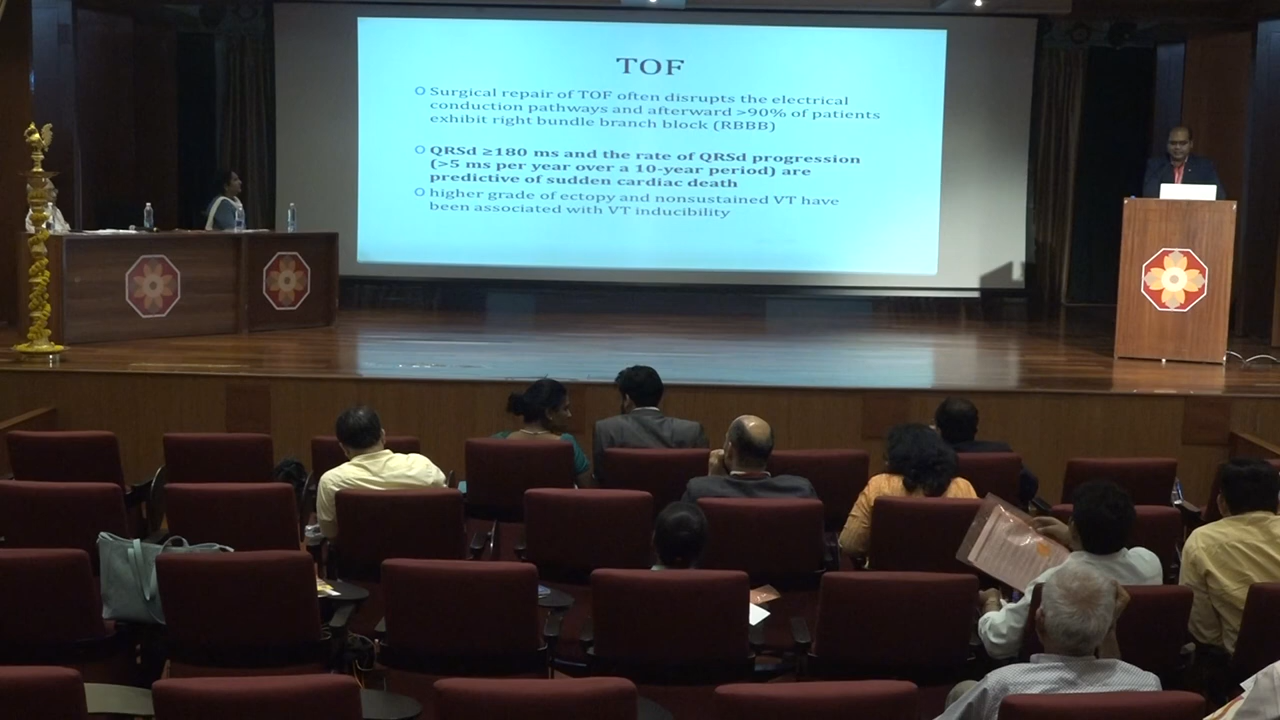 TOF
O Surgical repair of TOF often disrupts the electrical
conduction pathways and afterward >90% of patients
exhibit right bundle branch block (RBBB)
O QRSd ≥180 ms and the rate of QRSd progression
(>5 ms per year over a 10-year period) are
predictive of sudden cardiac death
O higher grade of ectopy and nonsustained VT have
been associated with VT inducibility